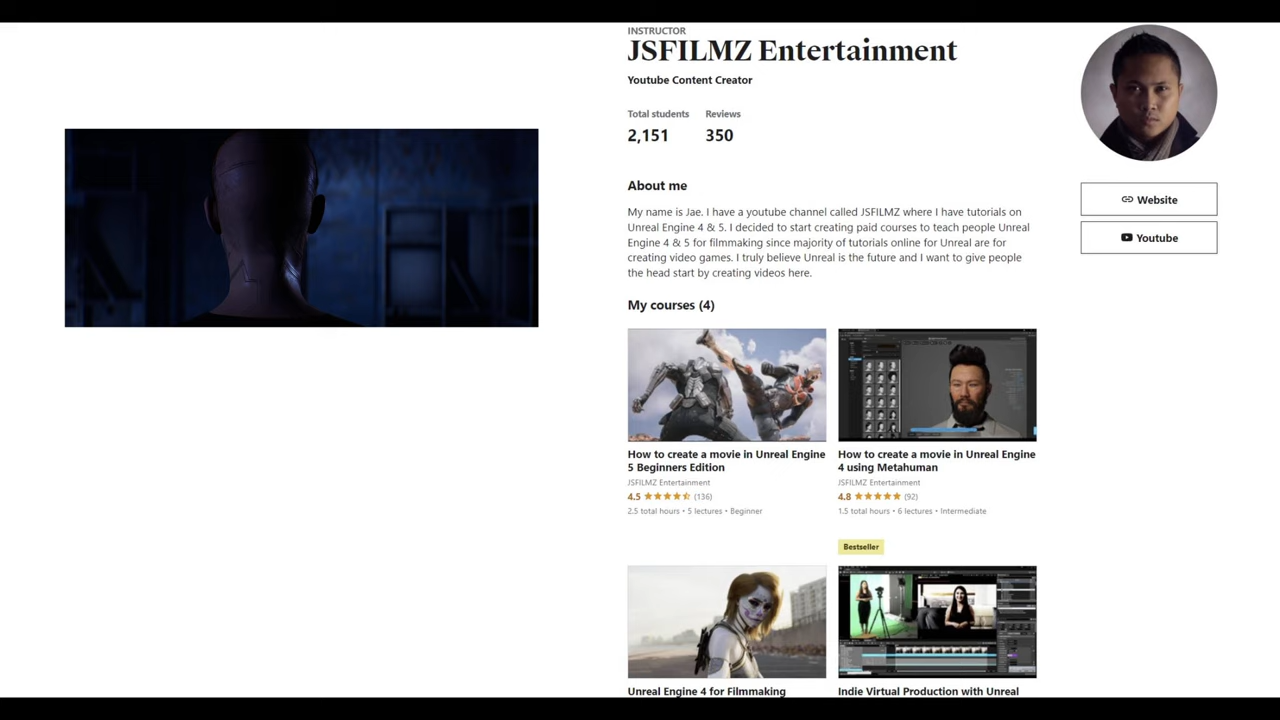 INSTRUCTOR
JSFILMZ Entertainment
Youtube Content Creator
Total students
Reviews
2,151
350
About me
My name is Jae. I have a youtube channel called JSFILMZ where I have tutorials on
Unreal Engine 4 & 5. I decided to start creating paid courses to teach people Unreal
Engine 4 & 5 for filmmaking since majority of tutorials online for Unreal are for
creating video games. I truly believe Unreal is the future and I want to give people
the head start by creating videos here.
Website
Youtube
My courses (4)
How to create a movie in Unreal Engine
5 Beginners Edition
JSFILMZ Entertainment
4.5 (136)
2.5 total hours • 5 lectures • Beginner
How to create a movie in Unreal Engine
4 using Metahuman
JSFILMZ Entertainment
4.8 (92)
1.5 total hours • 6 lectures • Intermediate
Bestseller
Unreal Engine 4 for Filmmaking
Indie Virtual Production with Unreal